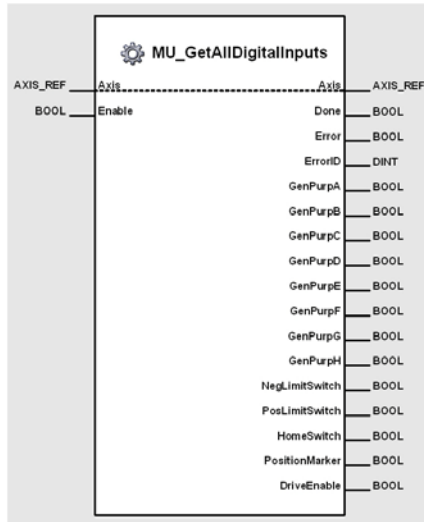 MU_GetAllDigitalInputs
AXIS_REF Axis Axis AXIS_REF
BOOL Enable Done BOOL
Error BOOL
ErrorID DINT
GenPurpA BOOL
GenPurpB BOOL
GenPurpC BOOL
GenPurpD BOOL
GenPurpE BOOL
GenPurpF BOOL
GenPurpG BOOL
GenPurpH BOOL
NegLimitSwitch BOOL
PosLimitSwitch BOOL
HomeSwitch BOOL
PositionMarker BOOL
DriveEnable BOOL